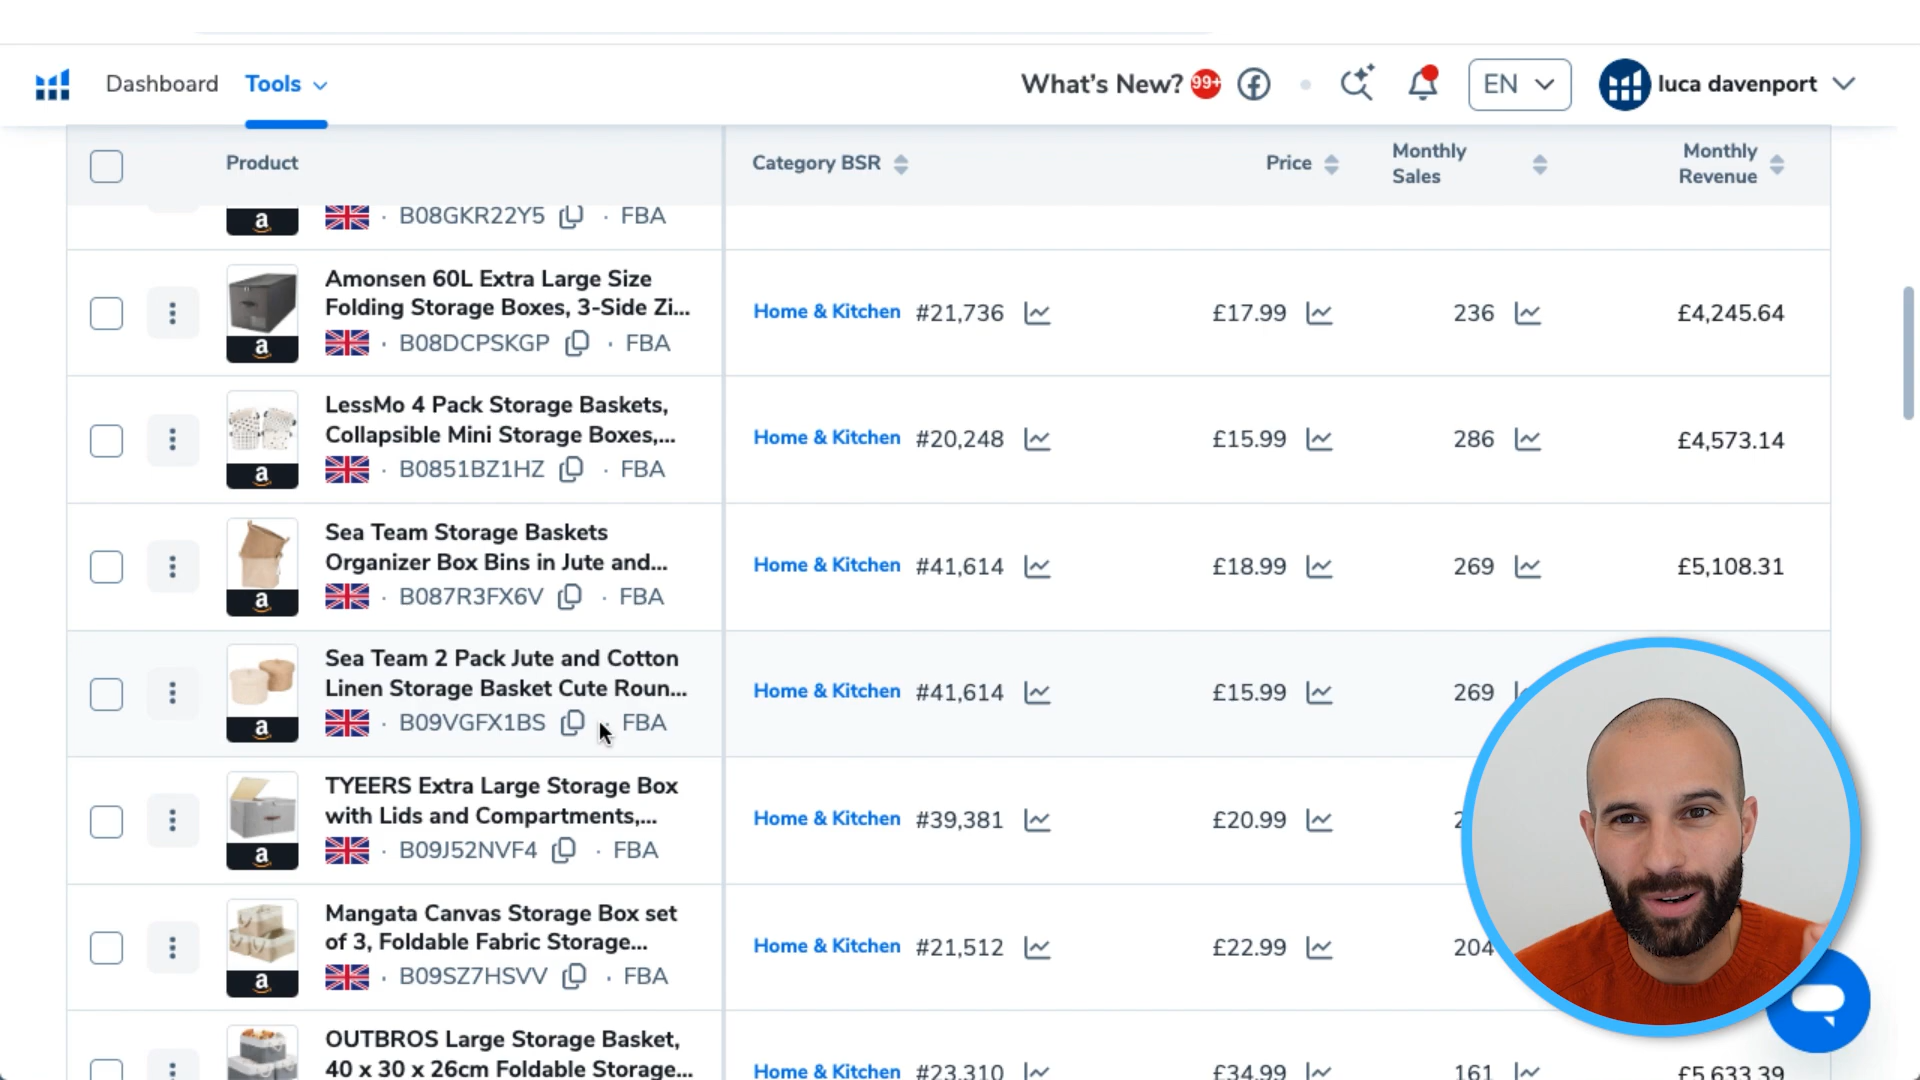 Dashboard Tools What's New? 99+ EN luca davenport
Product Category BSR Price Monthly Sales Monthly Revenue
B08GKR22Y5 · FBA
Amonsen 60L Extra Large Size
Folding Storage Boxes, 3-Side Zi...
· B08DCPSKGP · FBA
Home & Kitchen #21,736 £17.99 236 £4,245.64
LessMo 4 Pack Storage Baskets,
Collapsible Mini Storage Boxes,...
· B0851BZ1HZ · FBA
Home & Kitchen #20,248 £15.99 286 £4,573.14
Sea Team Storage Baskets
Organizer Box Bins in Jute and...
· B087R3FX6V · FBA
Home & Kitchen #41,614 £18.99 269 £5,108.31
Sea Team 2 Pack Jute and Cotton
Linen Storage Basket Cute Roun...
· B09VGFX1BS · FBA
Home & Kitchen #41,614 £15.99 269
TYEERS Extra Large Storage Box
with Lids and Compartments,...
· B09J52NVF4 · FBA
Home & Kitchen #39,381 £20.99
Mangata Canvas Storage Box set
of 3, Foldable Fabric Storage...
· B09SZ7HSVV · FBA
Home & Kitchen #21,512 £22.99 204
OUTBROS Large Storage Basket,
40 x 30 x 26cm Foldable Storage...
Home & Kitchen #23,310 £34.99 161 £5,633.39